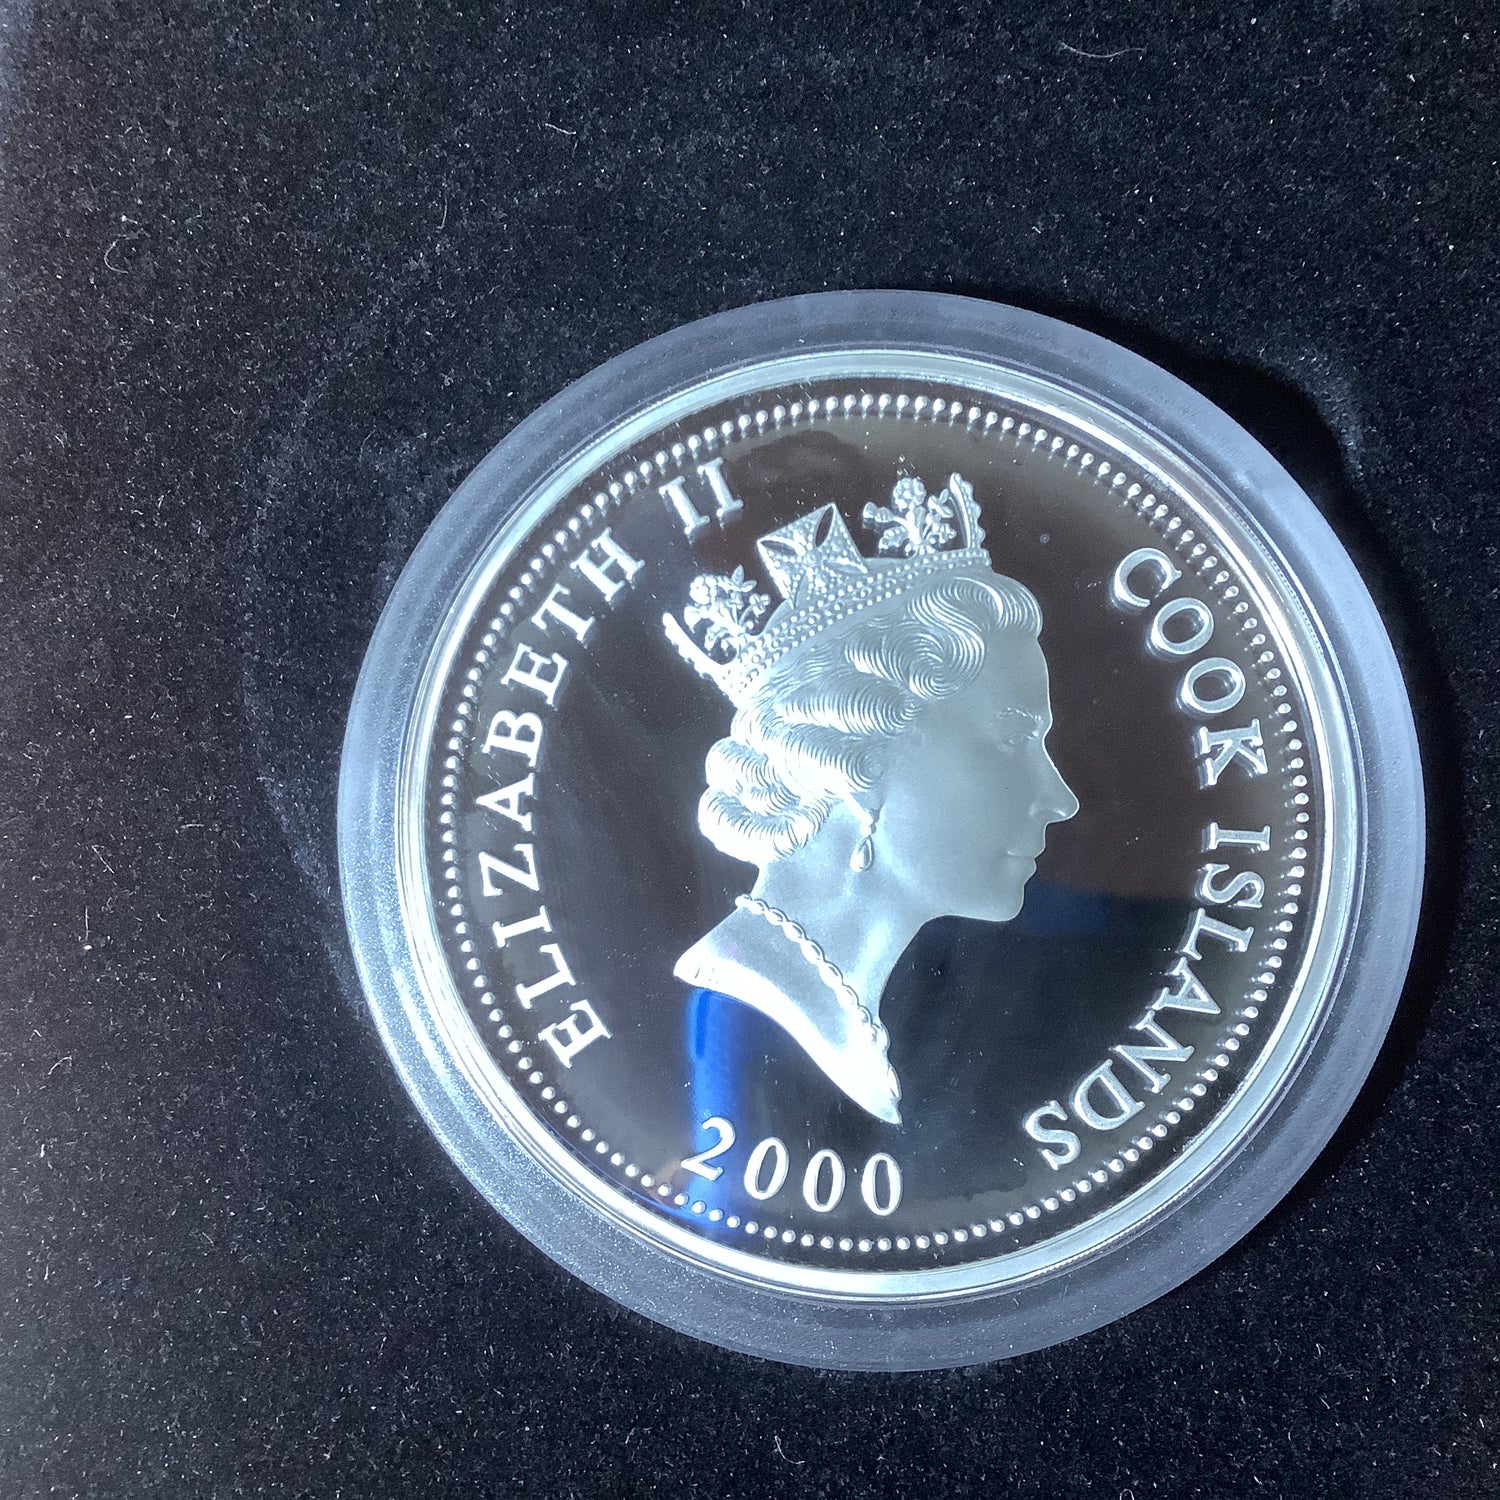 ELIZABETH II
COOK ISLANDS
2000